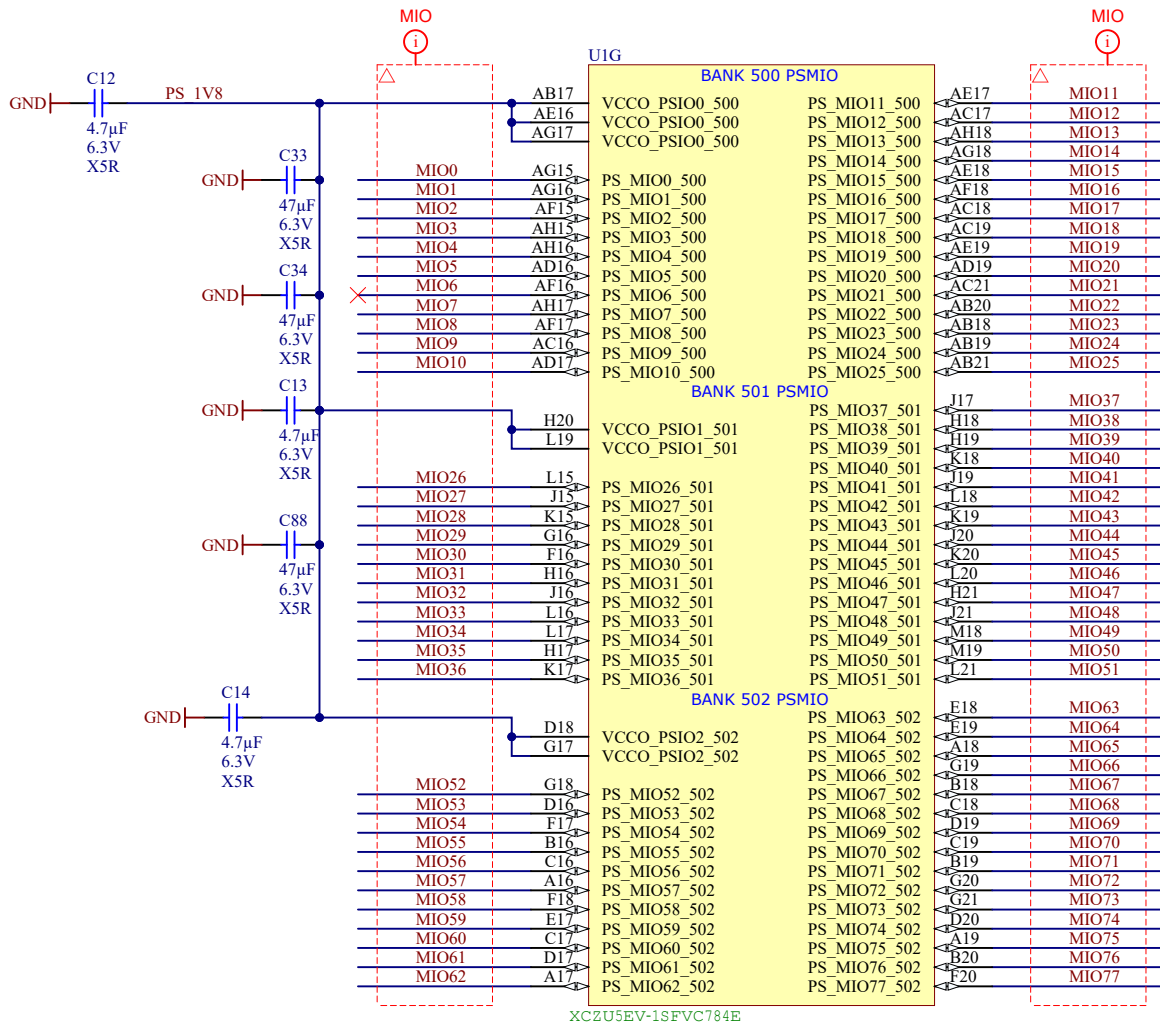 MIO
i
MIO
i
U1G
BANK 500 PSMIO
C12
GND
4.7µF
6.3V
X5R
PS_1V8
AB17 VCCO_PSIO0_500
AE16 VCCO_PSIO0_500
AG17 VCCO_PSIO0_500
C33
GND
47µF
6.3V
X5R
MIO0 AG15 PS_MIO0_500
MIO1 AG16 PS_MIO1_500
MIO2 AF15 PS_MIO2_500
MIO3 AH15 PS_MIO3_500
MIO4 AH16 PS_MIO4_500
MIO5 AD16 PS_MIO5_500
MIO6 AF16 PS_MIO6_500
MIO7 AH17 PS_MIO7_500
MIO8 AF17 PS_MIO8_500
MIO9 AC16 PS_MIO9_500
MIO10 AD17 PS_MIO10_500
C34
GND
47µF
6.3V
X5R
PS_MIO11_500 AE17 MIO11
PS_MIO12_500 AC17 MIO12
PS_MIO13_500 AH18 MIO13
PS_MIO14_500 AG18 MIO14
PS_MIO15_500 AE18 MIO15
PS_MIO16_500 AF18 MIO16
PS_MIO17_500 AC18 MIO17
PS_MIO18_500 AC19 MIO18
PS_MIO19_500 AE19 MIO19
PS_MIO20_500 AD19 MIO20
PS_MIO21_500 AC21 MIO21
PS_MIO22_500 AB20 MIO22
PS_MIO23_500 AB18 MIO23
PS_MIO24_500 AB19 MIO24
PS_MIO25_500 AB21 MIO25
BANK 501 PSMIO
C13
GND
4.7µF
6.3V
X5R
H20 VCCO_PSIO1_501
L19 VCCO_PSIO1_501
MIO26 L15 PS_MIO26_501
MIO27 J15 PS_MIO27_501
MIO28 K15 PS_MIO28_501
MIO29 G16 PS_MIO29_501
MIO30 F16 PS_MIO30_501
MIO31 H16 PS_MIO31_501
MIO32 J16 PS_MIO32_501
MIO33 L16 PS_MIO33_501
MIO34 L17 PS_MIO34_501
MIO35 H17 PS_MIO35_501
MIO36 K17 PS_MIO36_501
C88
GND
47µF
6.3V
X5R
PS_MIO37_501 J17 MIO37
PS_MIO38_501 H18 MIO38
PS_MIO39_501 H19 MIO39
PS_MIO40_501 K18 MIO40
PS_MIO41_501 J19 MIO41
PS_MIO42_501 L18 MIO42
PS_MIO43_501 K19 MIO43
PS_MIO44_501 J20 MIO44
PS_MIO45_501 K20 MIO45
PS_MIO46_501 L20 MIO46
PS_MIO47_501 H21 MIO47
PS_MIO48_501 J21 MIO48
PS_MIO49_501 M18 MIO49
PS_MIO50_501 M19 MIO50
PS_MIO51_501 L21 MIO51
BANK 502 PSMIO
C14
GND
4.7µF
6.3V
X5R
D18 VCCO_PSIO2_502
G17 VCCO_PSIO2_502
MIO52 G18 PS_MIO52_502
MIO53 D16 PS_MIO53_502
MIO54 F17 PS_MIO54_502
MIO55 B16 PS_MIO55_502
MIO56 C16 PS_MIO56_502
MIO57 A16 PS_MIO57_502
MIO58 F18 PS_MIO58_502
MIO59 E17 PS_MIO59_502
MIO60 C17 PS_MIO60_502
MIO61 D17 PS_MIO61_502
MIO62 A17 PS_MIO62_502
PS_MIO63_502 E18 MIO63
PS_MIO64_502 E19 MIO64
PS_MIO65_502 A18 MIO65
PS_MIO66_502 G19 MIO66
PS_MIO67_502 B18 MIO67
PS_MIO68_502 C18 MIO68
PS_MIO69_502 D19 MIO69
PS_MIO70_502 C19 MIO70
PS_MIO71_502 B19 MIO71
PS_MIO72_502 G20 MIO72
PS_MIO73_502 G21 MIO73
PS_MIO74_502 D20 MIO74
PS_MIO75_502 A19 MIO75
PS_MIO76_502 B20 MIO76
PS_MIO77_502 F20 MIO77
XCZU5EV-1SFVC784E